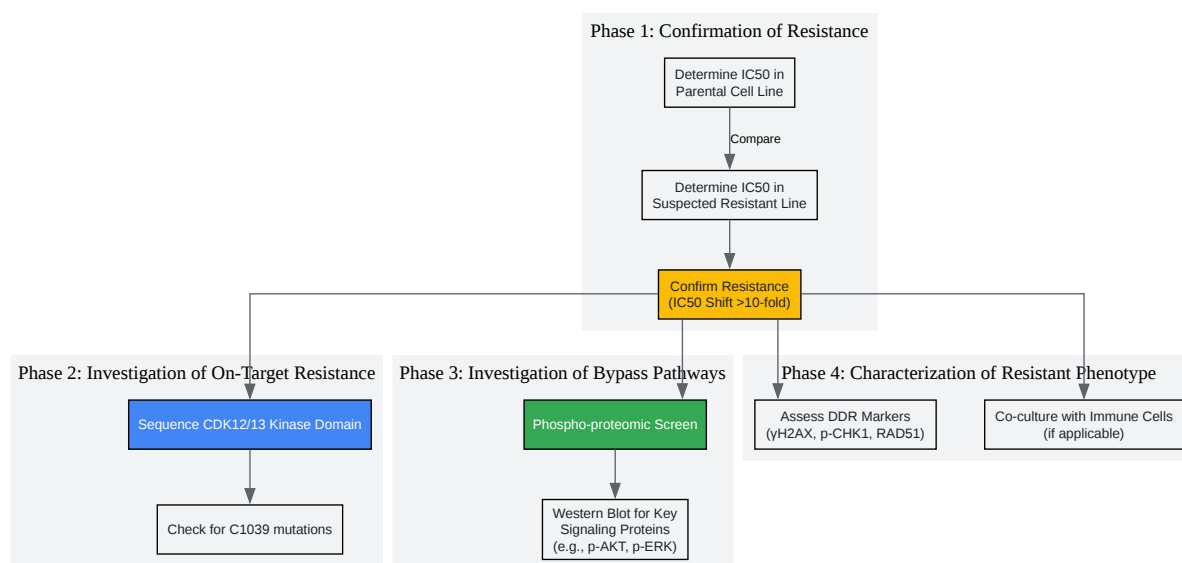 Phase 1: Confirmation of Resistance
Determine IC50 in
Parental Cell Line
Compare
Determine IC50 in
Suspected Resistant Line
Confirm Resistance
(IC50 Shift >10-fold)
Phase 2: Investigation of On-Target Resistance
Sequence CDK12/13 Kinase Domain
Check for C1039 mutations
Phase 3: Investigation of Bypass Pathways
Phospho-proteomic Screen
Western Blot for Key
Signaling Proteins
(e.g., p-AKT, p-ERK)
Phase 4: Characterization of Resistant Phenotype
Assess DDR Markers
(γH2AX, p-CHK1, RAD51)
Co-culture with Immune Cells
(if applicable)